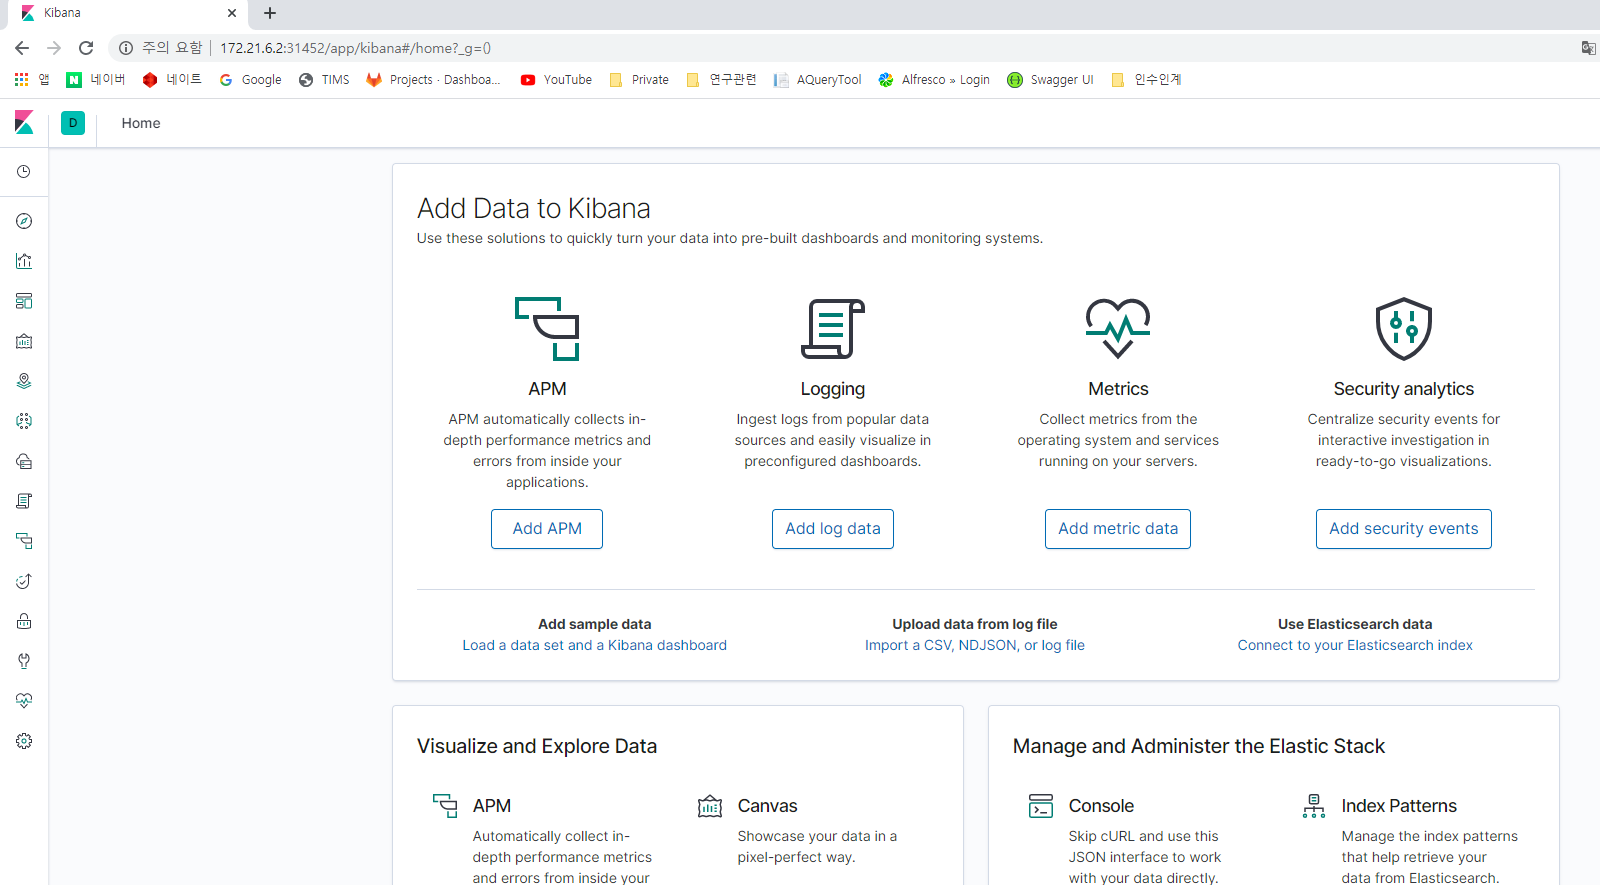 Kibana
주의 요함 172.21.6.2:31452/app/kibana#/home?_g=()
앱 네이버 네이트 Google TIMS Projects · Dashboa... YouTube Private 연구관련 AQueryTool Alfresco » Login Swagger UI 인수인계
D Home
Add Data to Kibana
Use these solutions to quickly turn your data into pre-built dashboards and monitoring systems.
APM
APM automatically collects in-
depth performance metrics and
errors from inside your
applications.
Add APM
Logging
Ingest logs from popular data
sources and easily visualize in
preconfigured dashboards.
Add log data
Metrics
Collect metrics from the
operating system and services
running on your servers.
Add metric data
Security analytics
Centralize security events for
interactive investigation in
ready-to-go visualizations.
Add security events
Add sample data
Load a data set and a Kibana dashboard
Upload data from log file
Import a CSV, NDJSON, or log file
Use Elasticsearch data
Connect to your Elasticsearch index
Visualize and Explore Data
APM
Automatically collect in-
depth performance metrics
and errors from inside your
Canvas
Showcase your data in a
pixel-perfect way.
Manage and Administer the Elastic Stack
Console
Skip cURL and use this
JSON interface to work
with your data directly.
Index Patterns
Manage the index patterns
that help retrieve your
data from Elasticsearch.